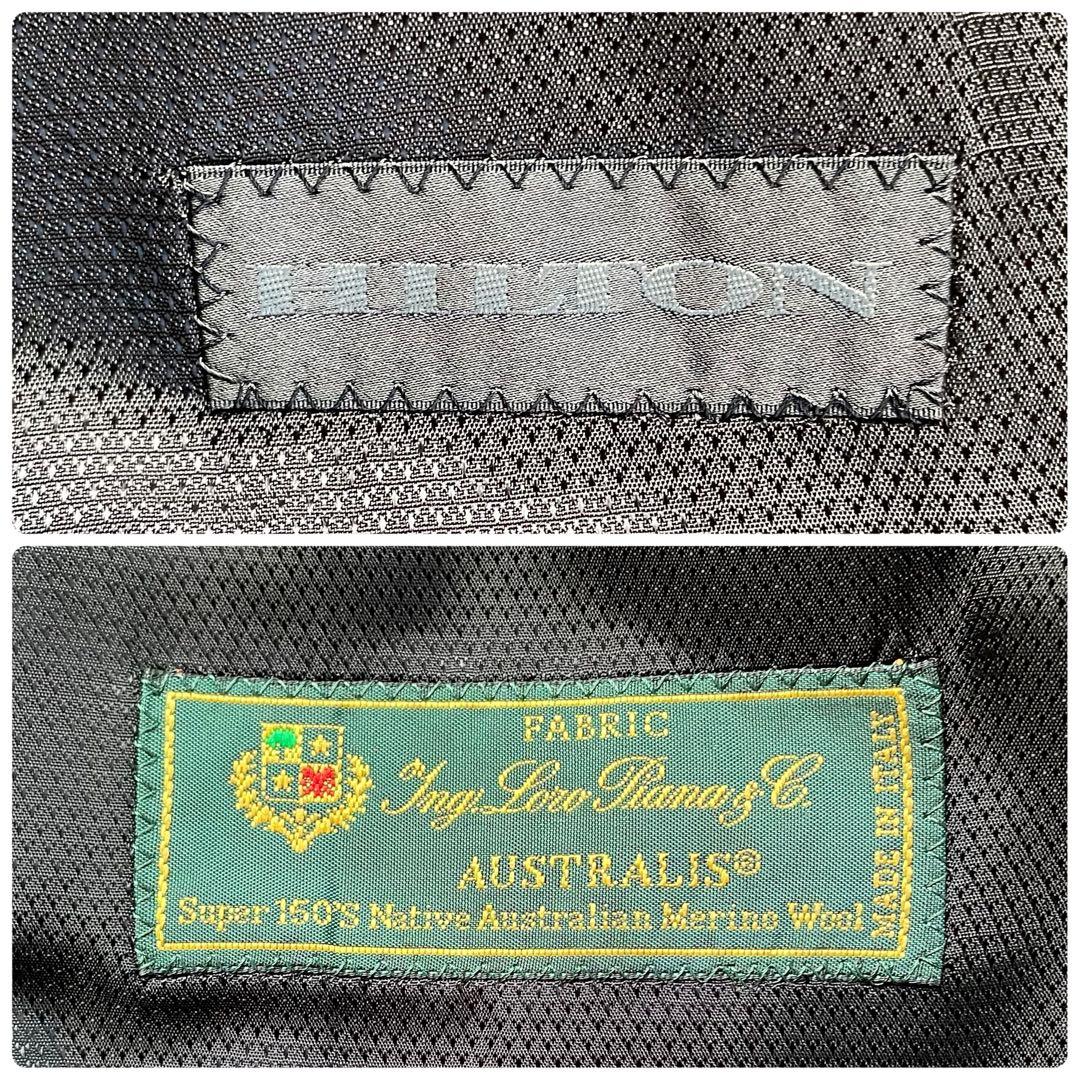 HILTON
FABRIC
Ing. Loro Piana & C.
AUSTRALIS®
Super 150'S Native Australian Merino Wool
MADE IN ITALY